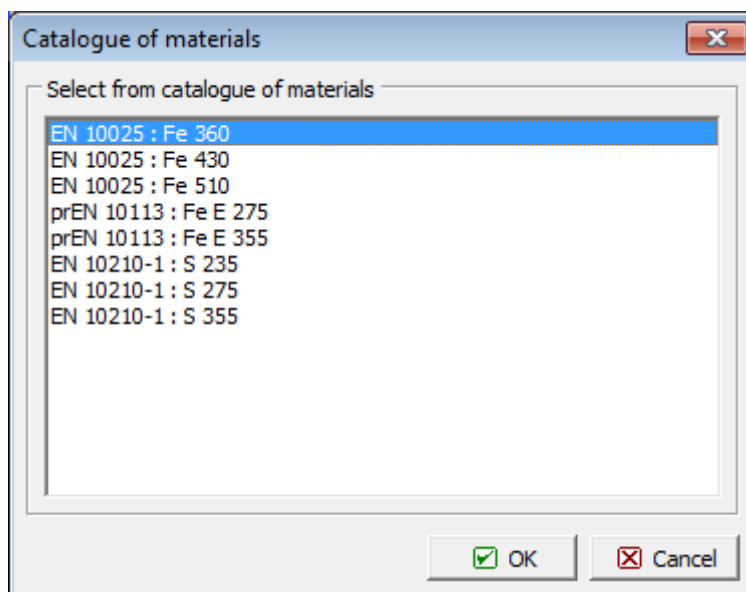 Catalogue of materials
Select from catalogue of materials
EN 10025 : Fe 360
EN 10025 : Fe 430
EN 10025 : Fe 510
prEN 10113 : Fe E 275
prEN 10113 : Fe E 355
EN 10210-1 : S 235
EN 10210-1 : S 275
EN 10210-1 : S 355
OK
Cancel